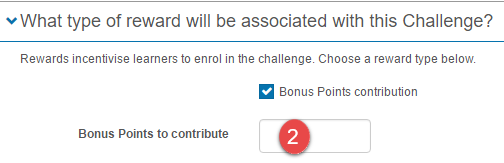 What type of reward will be associated with this Challenge?
Rewards incentivise learners to enrol in the challenge. Choose a reward type below.
Bonus Points contribution
Bonus Points to contribute 2